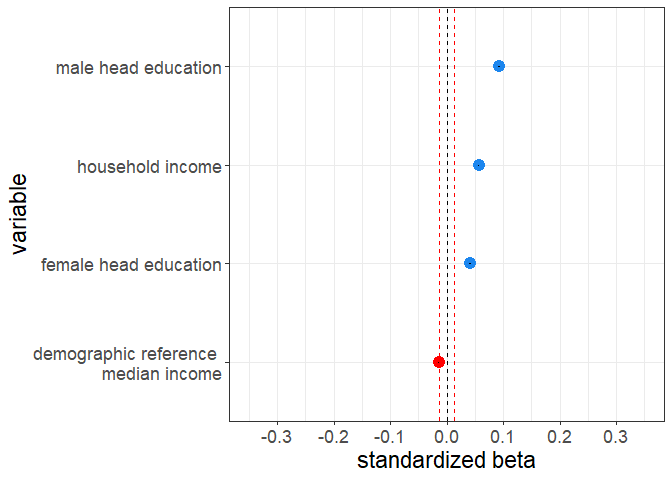 variable
male head education
household income
female head education
demographic reference
median income
-0.3 -0.2 -0.1 0.0 0.1 0.2 0.3
standardized beta